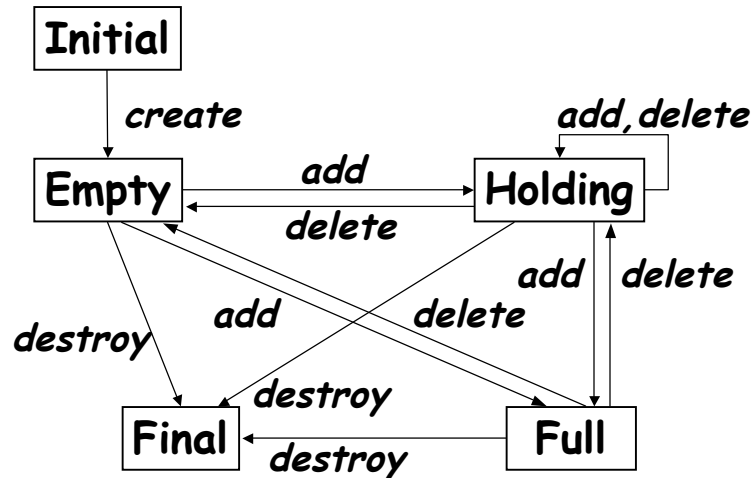 Initial
create
add, delete
Empty
add
Holding
delete
add
delete
add
delete
destroy
destroy
Final
destroy
Full